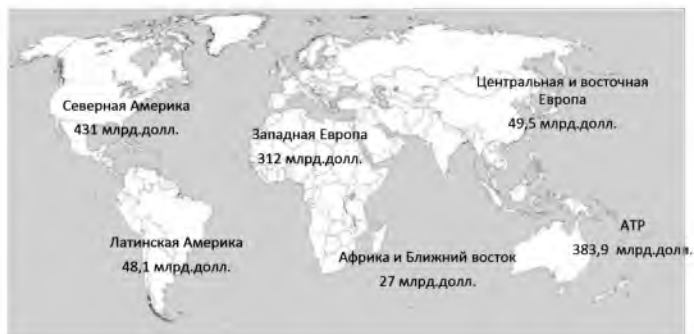 Северная Америка
431 млрд.долл.
Центральная и восточная
Европа
49,5 млрд.долл.
Западная Европа
312 млрд.долл.
Латинская Америка
48,1 млрд.долл.
Африка и Ближний восток
27 млрд.долл.
АТР
383,9 млрд.долл.